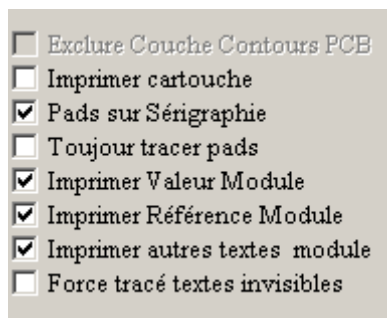 Exclure Couche Contours PCB
Imprimer cartouche
Pads sur Sérigraphie
Toujour tracer pads
Imprimer Valeur Module
Imprimer Référence Module
Imprimer autres textes  module
Force tracé textes invisibles